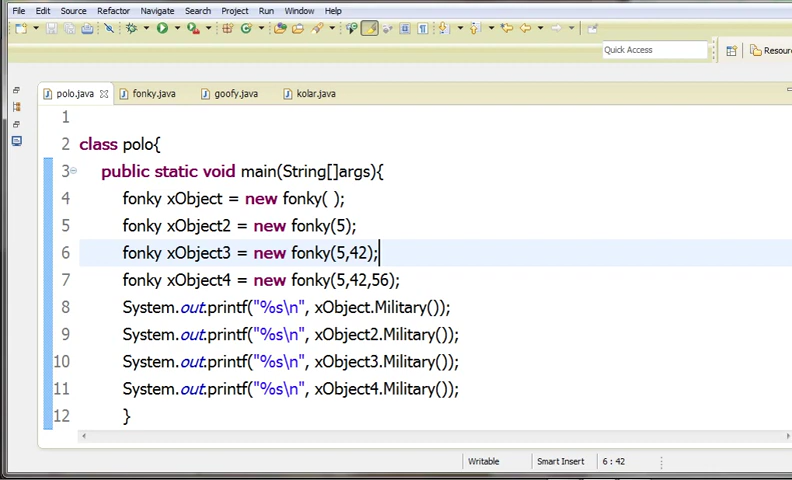 File Edit Source Refactor Navigate Search Project Run Window Help
Quick Access
polo.java fonky.java goofy.java kolar.java
1
2 class polo{
3 public static void main(String[]args){
4 fonky xObject = new fonky( );
5 fonky xObject2 = new fonky(5);
6 fonky xObject3 = new fonky(5,42);
7 fonky xObject4 = new fonky(5,42,56);
8 System.out.printf("%s\n", xObject.Military());
9 System.out.printf("%s\n", xObject2.Military());
10 System.out.printf("%s\n", xObject3.Military());
11 System.out.printf("%s\n", xObject4.Military());
12 }
Writable Smart Insert 6 : 42